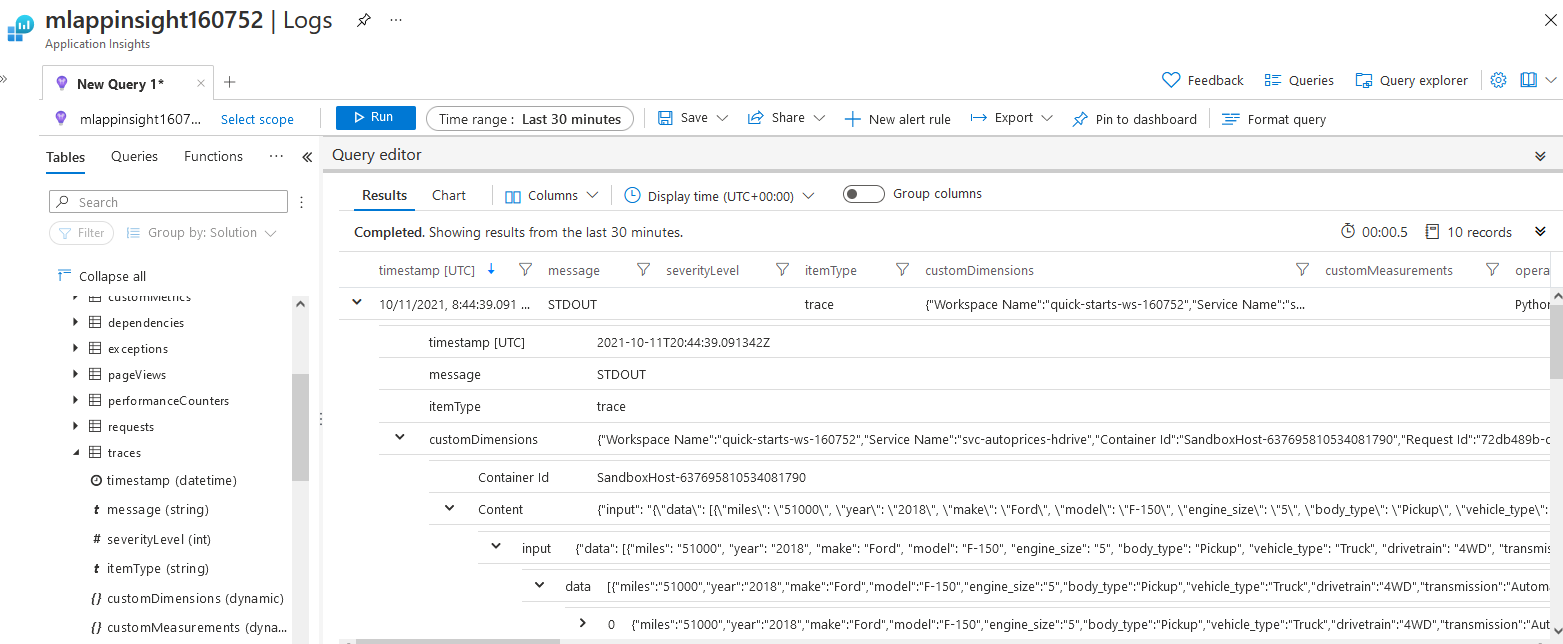 mlappinsight160752 | Logs
Application Insights
New Query 1*
Feedback
Queries
Query explorer
mlappinsight1607...
Select scope
Run
Time range : Last 30 minutes
Save
Share
New alert rule
Export
Pin to dashboard
Format query
Tables
Queries
Functions
Query editor
Search
Filter
Group by: Solution
Collapse all
customMetrics
dependencies
exceptions
pageViews
performanceCounters
requests
traces
timestamp (datetime)
t message (string)
# severityLevel (int)
t itemType (string)
{} customDimensions (dynamic)
{} customMeasurements (dyna...
Results
Chart
Columns
Display time (UTC+00:00)
Group columns
Completed. Showing results from the last 30 minutes.
00:00.5
10 records
timestamp [UTC]
message
severityLevel
itemType
customDimensions
customMeasurements
opera
10/11/2021, 8:44:39.091 ...
STDOUT
trace
{"Workspace Name":"quick-starts-ws-160752","Service Name":"s...
Python
timestamp [UTC] 2021-10-11T20:44:39.091342Z
message STDOUT
itemType trace
customDimensions {"Workspace Name":"quick-starts-ws-160752","Service Name":"svc-autoprices-hdrive","Container Id":"SandboxHost-637695810534081790","Request Id":"72db489b-c
Container Id SandboxHost-637695810534081790
Content {"input": "{\"data\": [{\"miles\": \"51000\", \"year\": \"2018\", \"make\": \"Ford\", \"model\": \"F-150\", \"engine_size\": \"5\", \"body_type\": \"Pickup\", \"vehicle_type\":
input {"data": [{"miles": "51000", "year": "2018", "make": "Ford", "model": "F-150", "engine_size": "5", "body_type": "Pickup", "vehicle_type": "Truck", "drivetrain": "4WD", "transmis
data [{"miles":"51000","year":"2018","make":"Ford","model":"F-150","engine_size":"5","body_type":"Pickup","vehicle_type":"Truck","drivetrain":"4WD","transmission":"Autom
0 {"miles":"51000","year":"2018","make":"Ford","model":"F-150","engine_size":"5","body_type":"Pickup","vehicle_type":"Truck","drivetrain":"4WD","transmission":"Aut